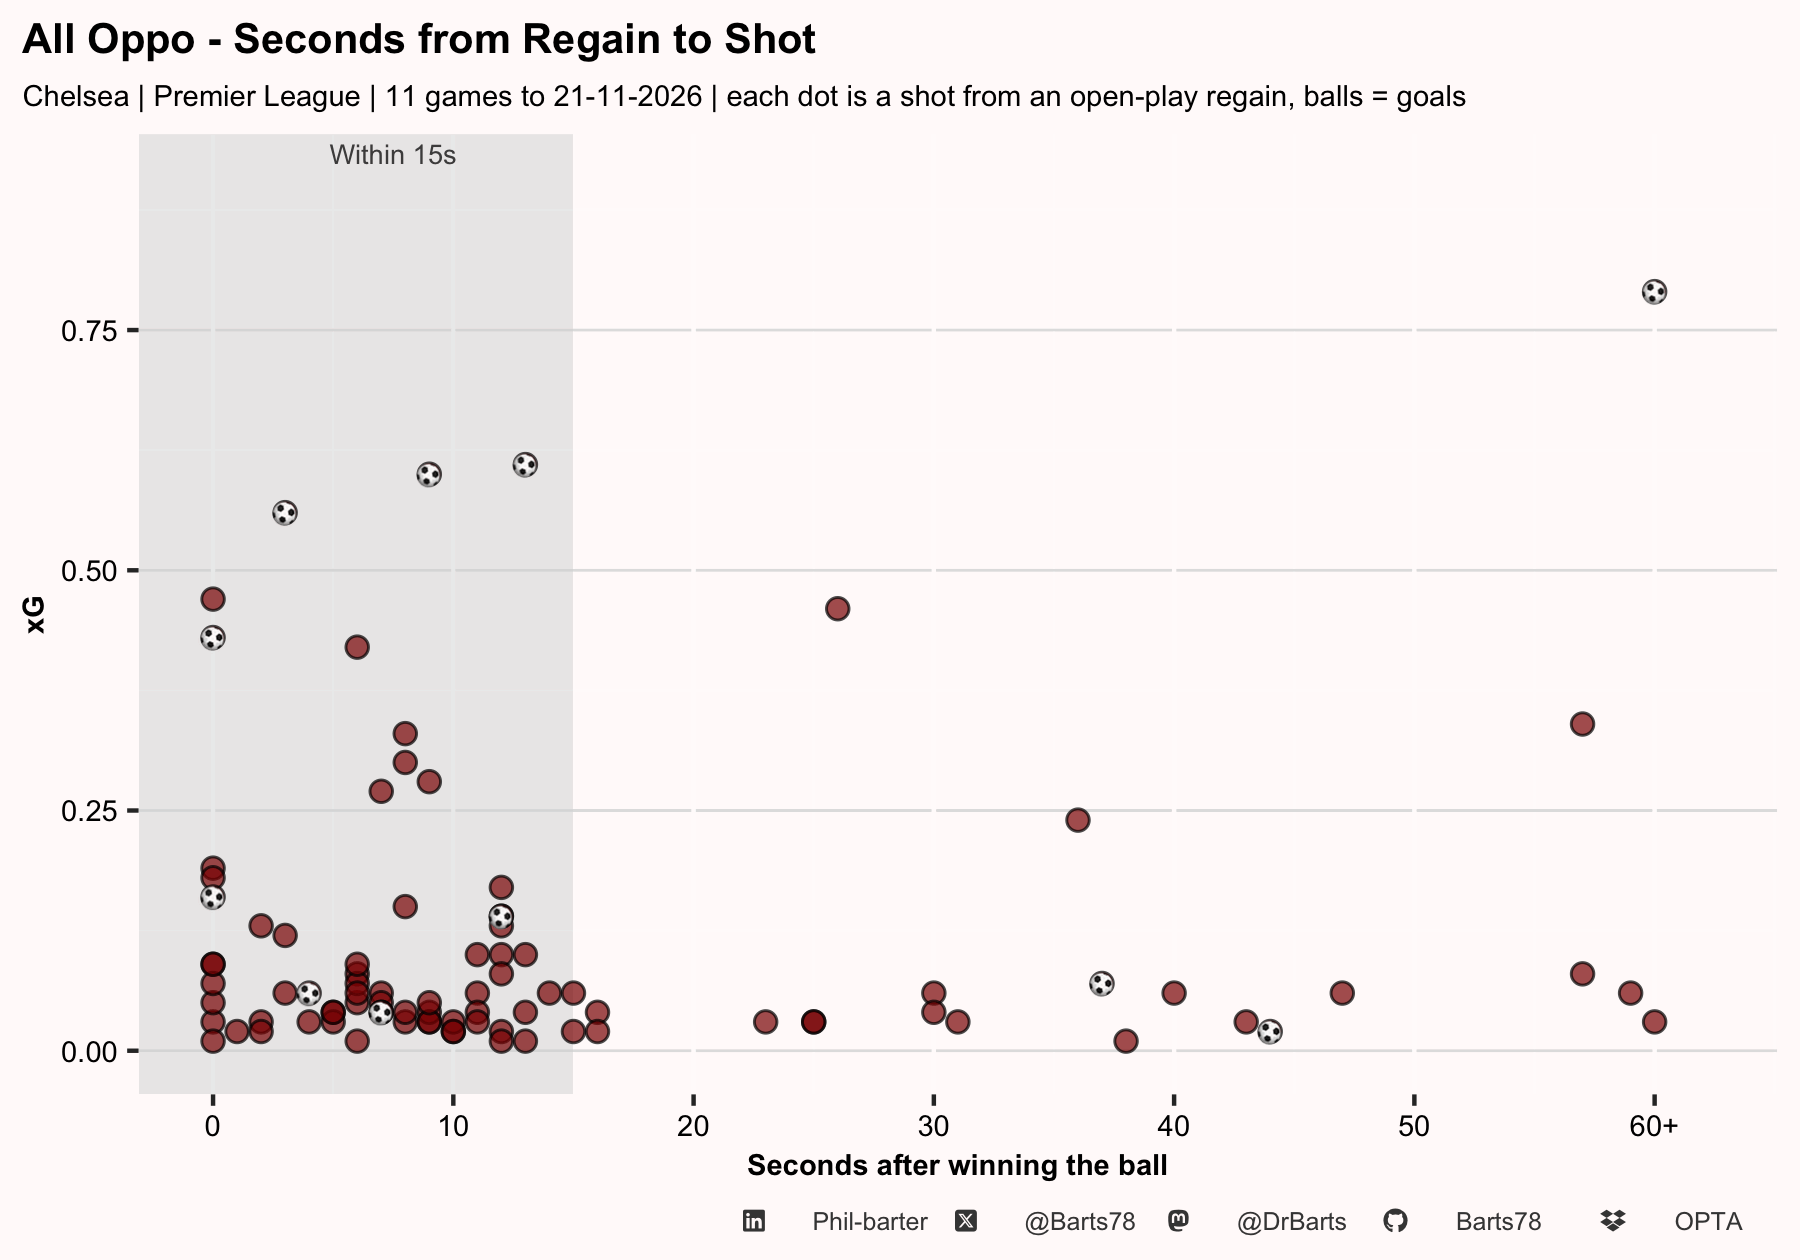 All Oppo - Seconds from Regain to Shot
Chelsea | Premier League | 11 games to 21-11-2026 | each dot is a shot from an open-play regain, balls = goals
Within 15s
0.75
0.50
0.25
0.00
xG
0 10 20 30 40 50 60+
Seconds after winning the ball
Phil-barter @Barts78 @DrBarts Barts78 OPTA